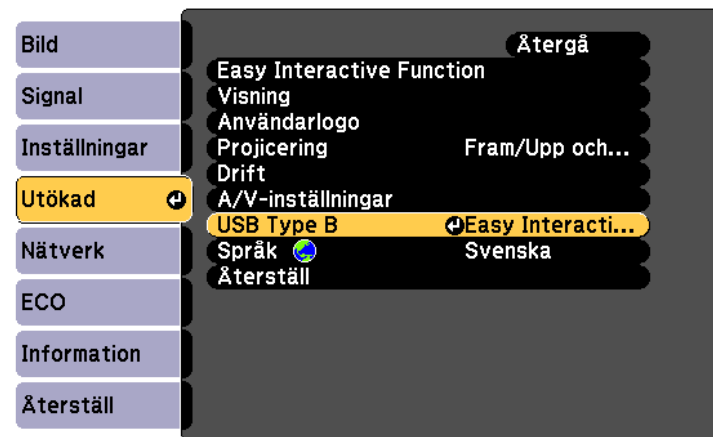 Bild
Signal
Inställningar
Utökad
Nätverk
ECO
Information
Återställ
Återgå
Easy Interactive Function
Visning
Användarlogo
Projicering Fram/Upp och...
Drift
A/V-inställningar
USB Type B Easy Interacti...
Språk Svenska
Återställ